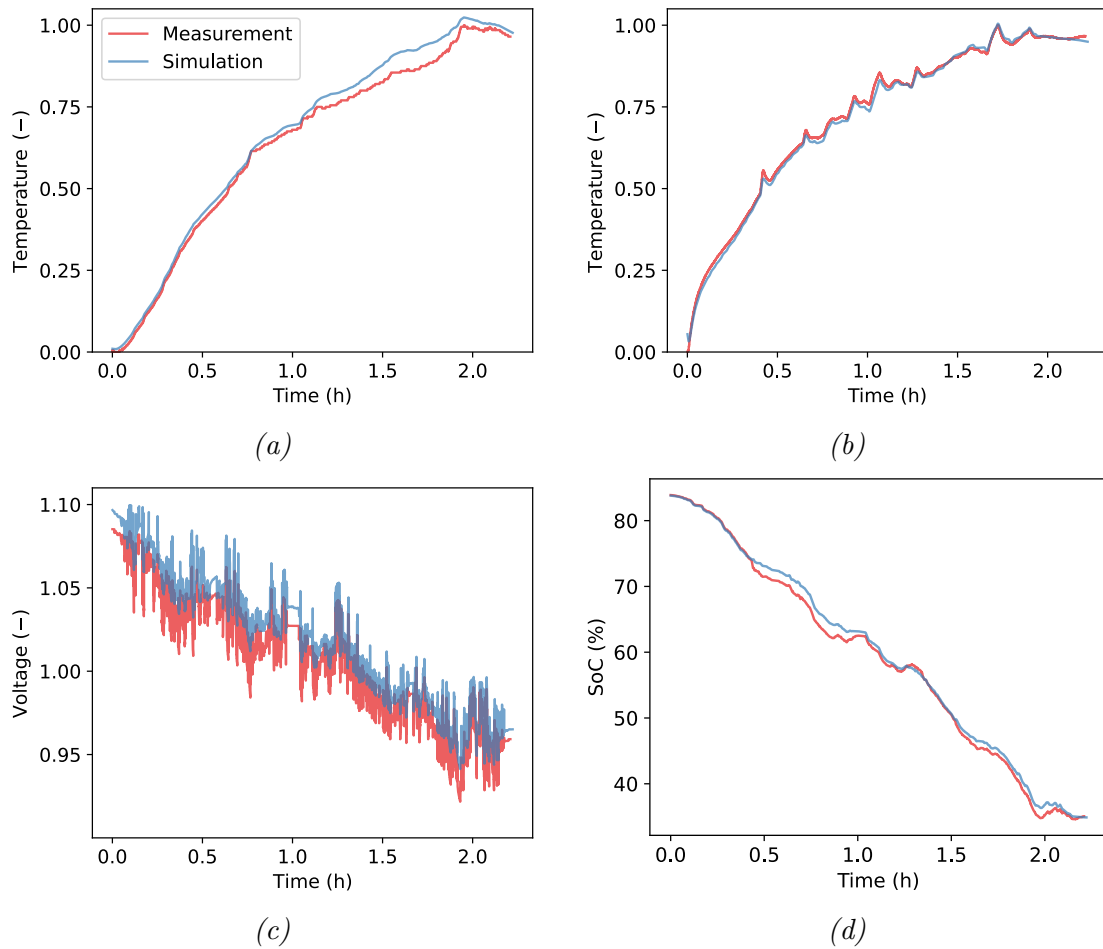 1.00
0.75
0.50
0.25
0.00
Temperature (−)
Measurement
Simulation
0.0 0.5 1.0 1.5 2.0
Time (h)
(a)
1.00
0.75
0.50
0.25
0.00
Temperature (−)
0.0 0.5 1.0 1.5 2.0
Time (h)
(b)
1.10
1.05
1.00
0.95
Voltage (−)
0.0 0.5 1.0 1.5 2.0
Time (h)
(c)
80
70
60
50
40
SoC (%)
0.0 0.5 1.0 1.5 2.0
Time (h)
(d)